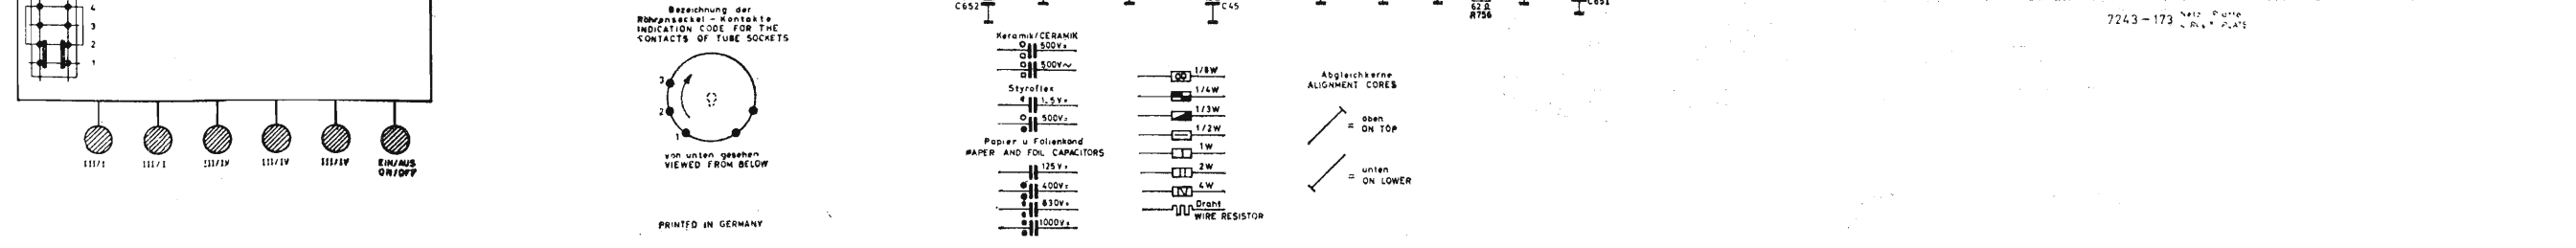 4
3
2
1
III/I
III/I
III/IV
III/IV
III/IV
EIN/AUS
ON/OFF
Bezeichnung der
Röhrensockel - Kontakte
INDICATION CODE FOR THE
CONTACTS OF TUBE SOCKETS
3
2
1
von unten gesehen
VIEWED FROM BELOW
PRINTED IN GERMANY
C652
C45
62 Ω
R756
C651
Keramik/CERAMIK
500V=
500V~
Styroflex
500V=
Papier u Folienkond
PAPER AND FOIL CAPACITORS
125V=
400V=
630V=
1000V=
1/8W
1/4W
1/3W
1/2W
1W
2W
4W
Draht
WIRE RESISTOR
Abgleichkerne
ALIGNMENT CORES
= oben
ON TOP
= unten
ON LOWER
7243-173